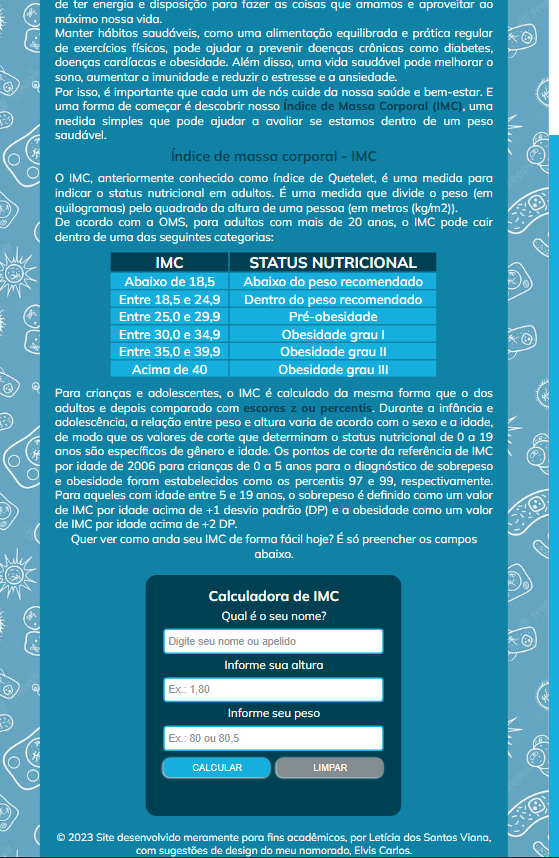 de ter energia e disposição para fazer as coisas que amamos e aproveitar ao
máximo nossa vida.
Manter hábitos saudáveis, como uma alimentação equilibrada e prática regular
de exercícios físicos, pode ajudar a prevenir doenças crônicas como diabetes,
doenças cardíacas e obesidade. Além disso, uma vida saudável pode melhorar o
sono, aumentar a imunidade e reduzir o estresse e a ansiedade.
Por isso, é importante que cada um de nós cuide da nossa saúde e bem-estar. E
uma forma de começar é descobrir nosso Índice de Massa Corporal (IMC), uma
medida simples que pode ajudar a avaliar se estamos dentro de um peso
saudável.
Índice de massa corporal - IMC
O IMC, anteriormente conhecido como índice de Quetelet, é uma medida para
indicar o status nutricional em adultos. É uma medida que divide o peso (em
quilogramas) pelo quadrado da altura de uma pessoa (em metros (kg/m2)).
De acordo com a OMS, para adultos com mais de 20 anos, o IMC pode cair
dentro de uma das seguintes categorias:
IMC STATUS NUTRICIONAL
Abaixo de 18,5 Abaixo do peso recomendado
Entre 18,5 e 24,9 Dentro do peso recomendado
Entre 25,0 e 29,9 Pré-obesidade
Entre 30,0 e 34,9 Obesidade grau I
Entre 35,0 e 39,9 Obesidade grau II
Acima de 40 Obesidade grau III
Para crianças e adolescentes, o IMC é calculado da mesma forma que o dos
adultos e depois comparado com escores z ou percentis. Durante a infância e
adolescência, a relação entre peso e altura varia de acordo com o sexo e a idade,
de modo que os valores de corte que determinam o status nutricional de 0 a 19
anos são específicos de gênero e idade. Os pontos de corte da referência de IMC
por idade de 2006 para crianças de 0 a 5 anos para o diagnóstico de sobrepeso
e obesidade foram estabelecidos como os percentis 97 e 99, respectivamente.
Para aqueles com idade entre 5 e 19 anos, o sobrepeso é definido como um valor
de IMC por idade acima de +1 desvio padrão (DP) e a obesidade como um valor
de IMC por idade acima de +2 DP.
Quer ver como anda seu IMC de forma fácil hoje? É só preencher os campos
abaixo.
Calculadora de IMC
Qual é o seu nome?
Digite seu nome ou apelido
Informe sua altura
Ex.: 1,80
Informe seu peso
Ex.: 80 ou 80,5
CALCULAR LIMPAR
© 2023 Site desenvolvido meramente para fins acadêmicos, por Letícia dos Santos Viana,
com sugestões de design do meu namorado, Elvis Carlos.